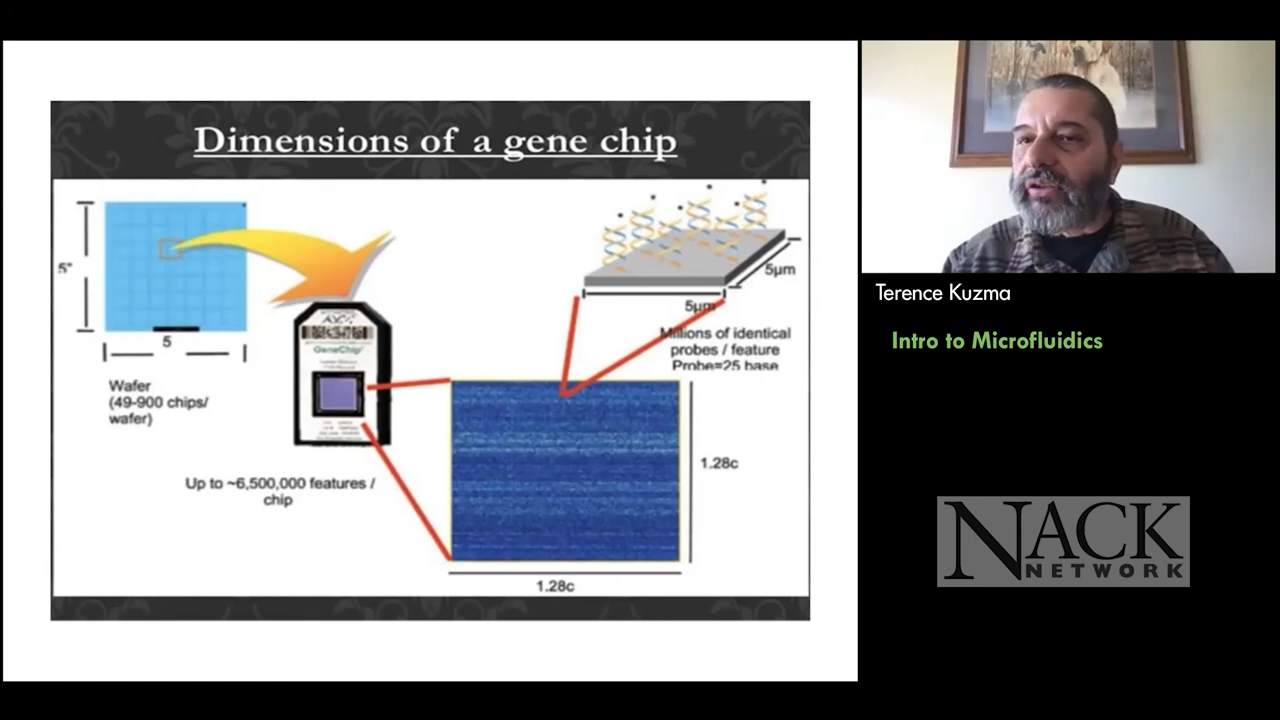 Dimensions of a gene chip
5"
5
Wafer
(49-900 chips/
wafer)
GeneChip
Up to ~6,500,000 features /
chip
5µm
5µm
Millions of identical
probes / feature
Probe=25 base
1.28c
1.28c
Terence Kuzma
Intro to Microfluidics
NACK
NETWORK